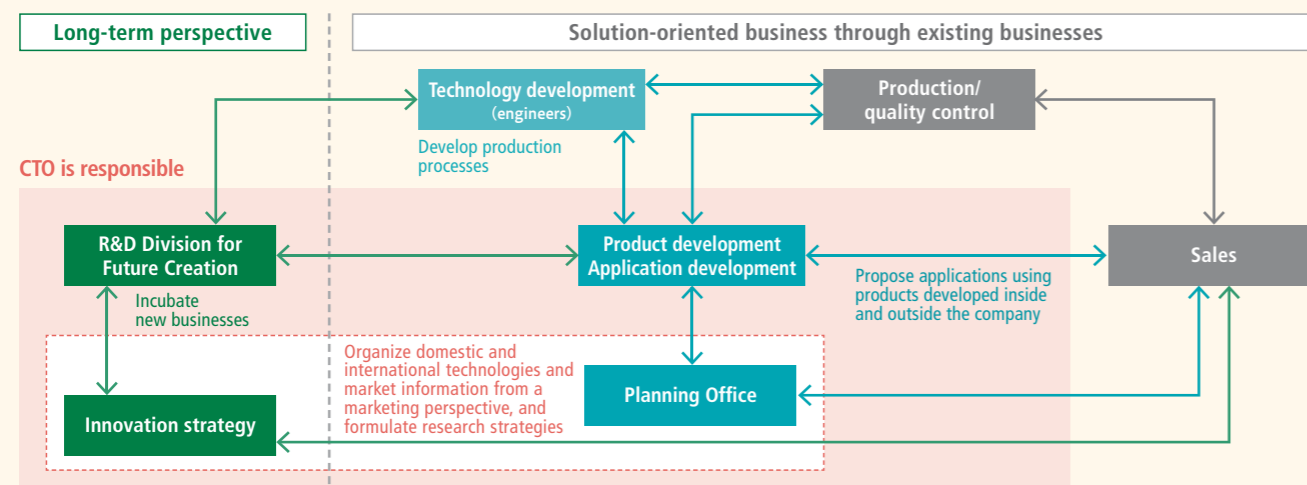 Long-term perspective
Solution-oriented business through existing businesses
Technology development
(engineers)
Production/
quality control
Develop production
processes
CTO is responsible
R&D Division for
Future Creation
Product development
Application development
Sales
Incubate
new businesses
Propose applications using
products developed inside
and outside the company
Organize domestic and
international technologies and
market information from a
marketing perspective, and
formulate research strategies
Planning Office
Innovation strategy